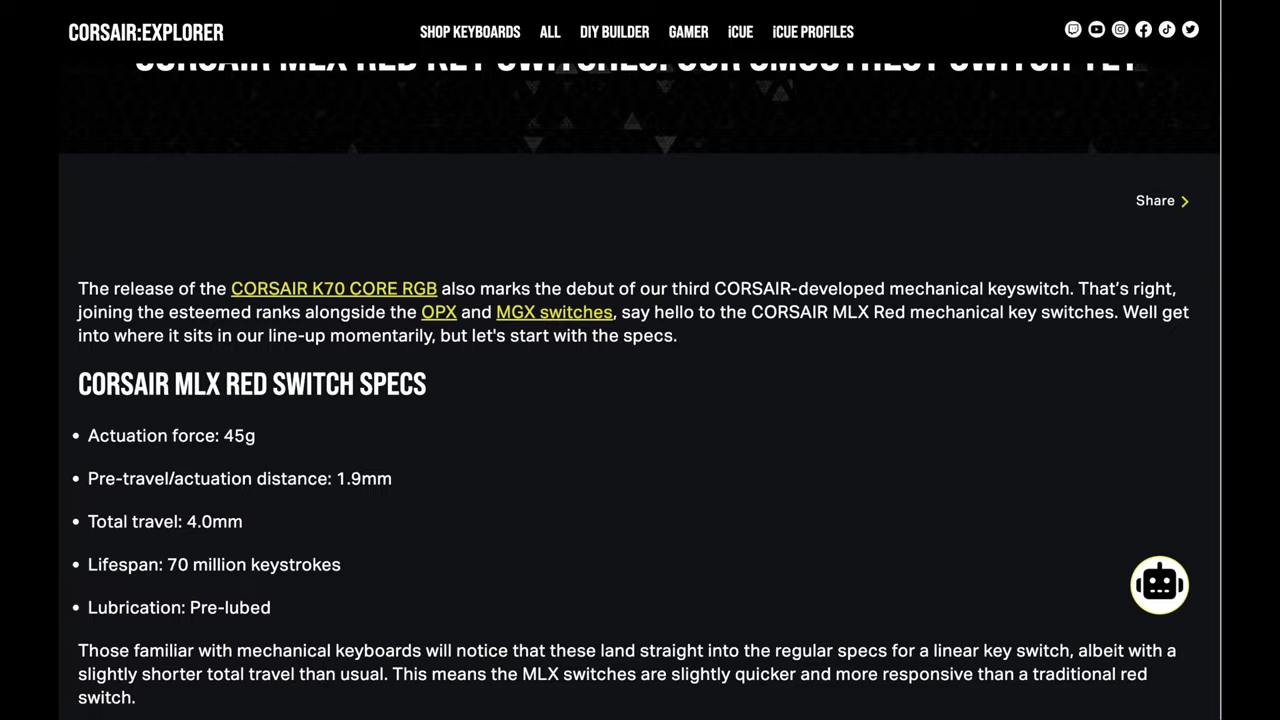 CORSAIR:EXPLORER
SHOP KEYBOARDS ALL DIY BUILDER GAMER iCUE iCUE PROFILES
CORSAIR MLX RED KEY SWITCHES: OUR SMOOTHEST SWITCH YET
Share
The release of the CORSAIR K70 CORE RGB also marks the debut of our third CORSAIR-developed mechanical keyswitch. That’s right,
joining the esteemed ranks alongside the OPX and MGX switches, say hello to the CORSAIR MLX Red mechanical key switches. Well get
into where it sits in our line-up momentarily, but let's start with the specs.
CORSAIR MLX RED SWITCH SPECS
• Actuation force: 45g
• Pre-travel/actuation distance: 1.9mm
• Total travel: 4.0mm
• Lifespan: 70 million keystrokes
• Lubrication: Pre-lubed
Those familiar with mechanical keyboards will notice that these land straight into the regular specs for a linear key switch, albeit with a
slightly shorter total travel than usual. This means the MLX switches are slightly quicker and more responsive than a traditional red
switch.